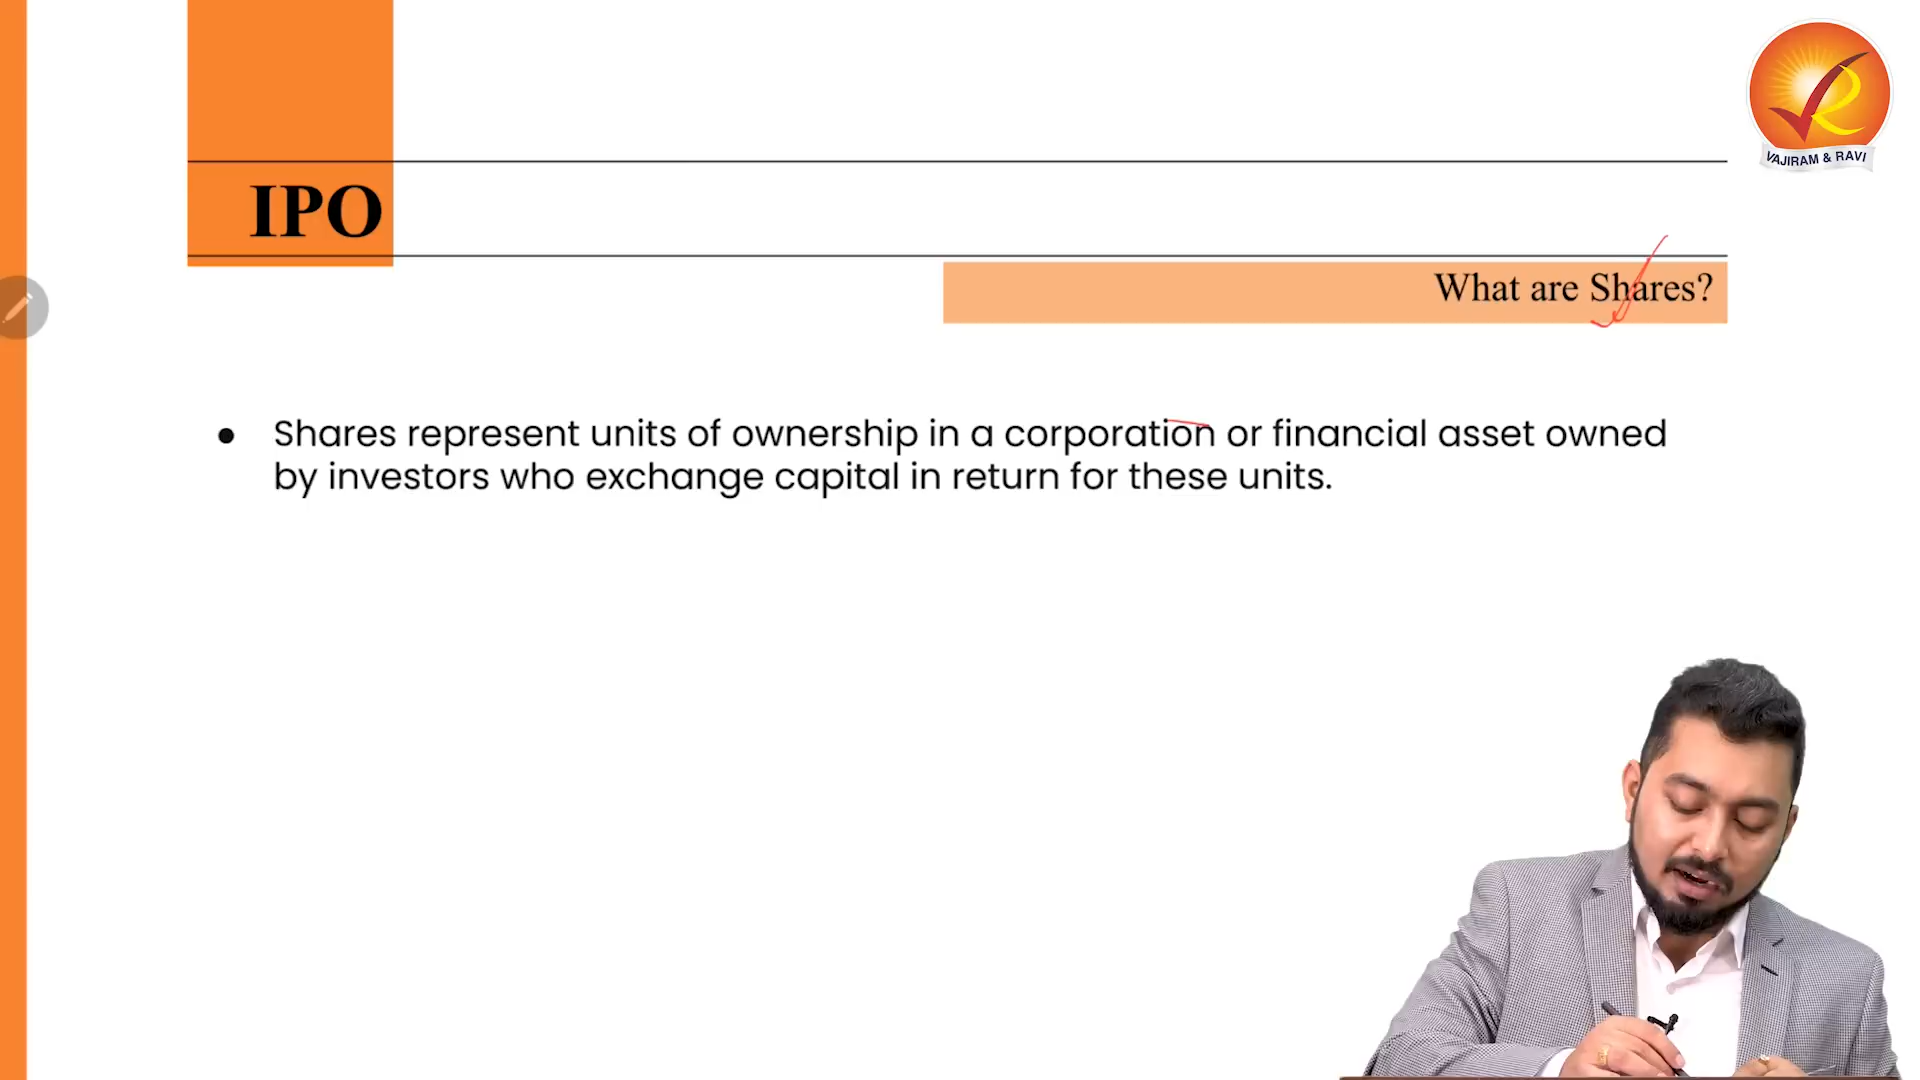 VAJIRAM & RAVI
IPO
What are Shares?
● Shares represent units of ownership in a corporation or financial asset owned
by investors who exchange capital in return for these units.